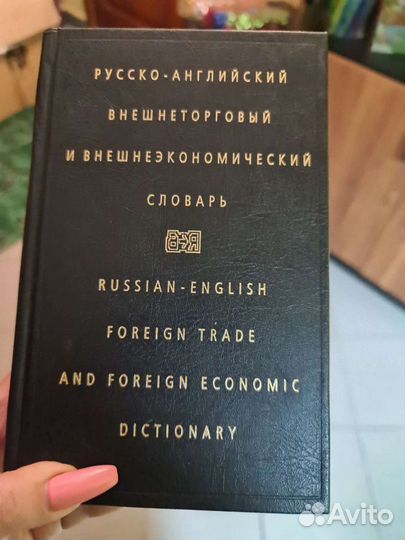 РУССКО-АНГЛИЙСКИЙ
ВНЕШНЕТОРГОВЫЙ
И ВНЕШНЕЭКОНОМИЧЕСКИЙ
СЛОВАРЬ
RUSSIAN-ENGLISH
FOREIGN TRADE
AND FOREIGN ECONOMIC
DICTIONARY
Avito